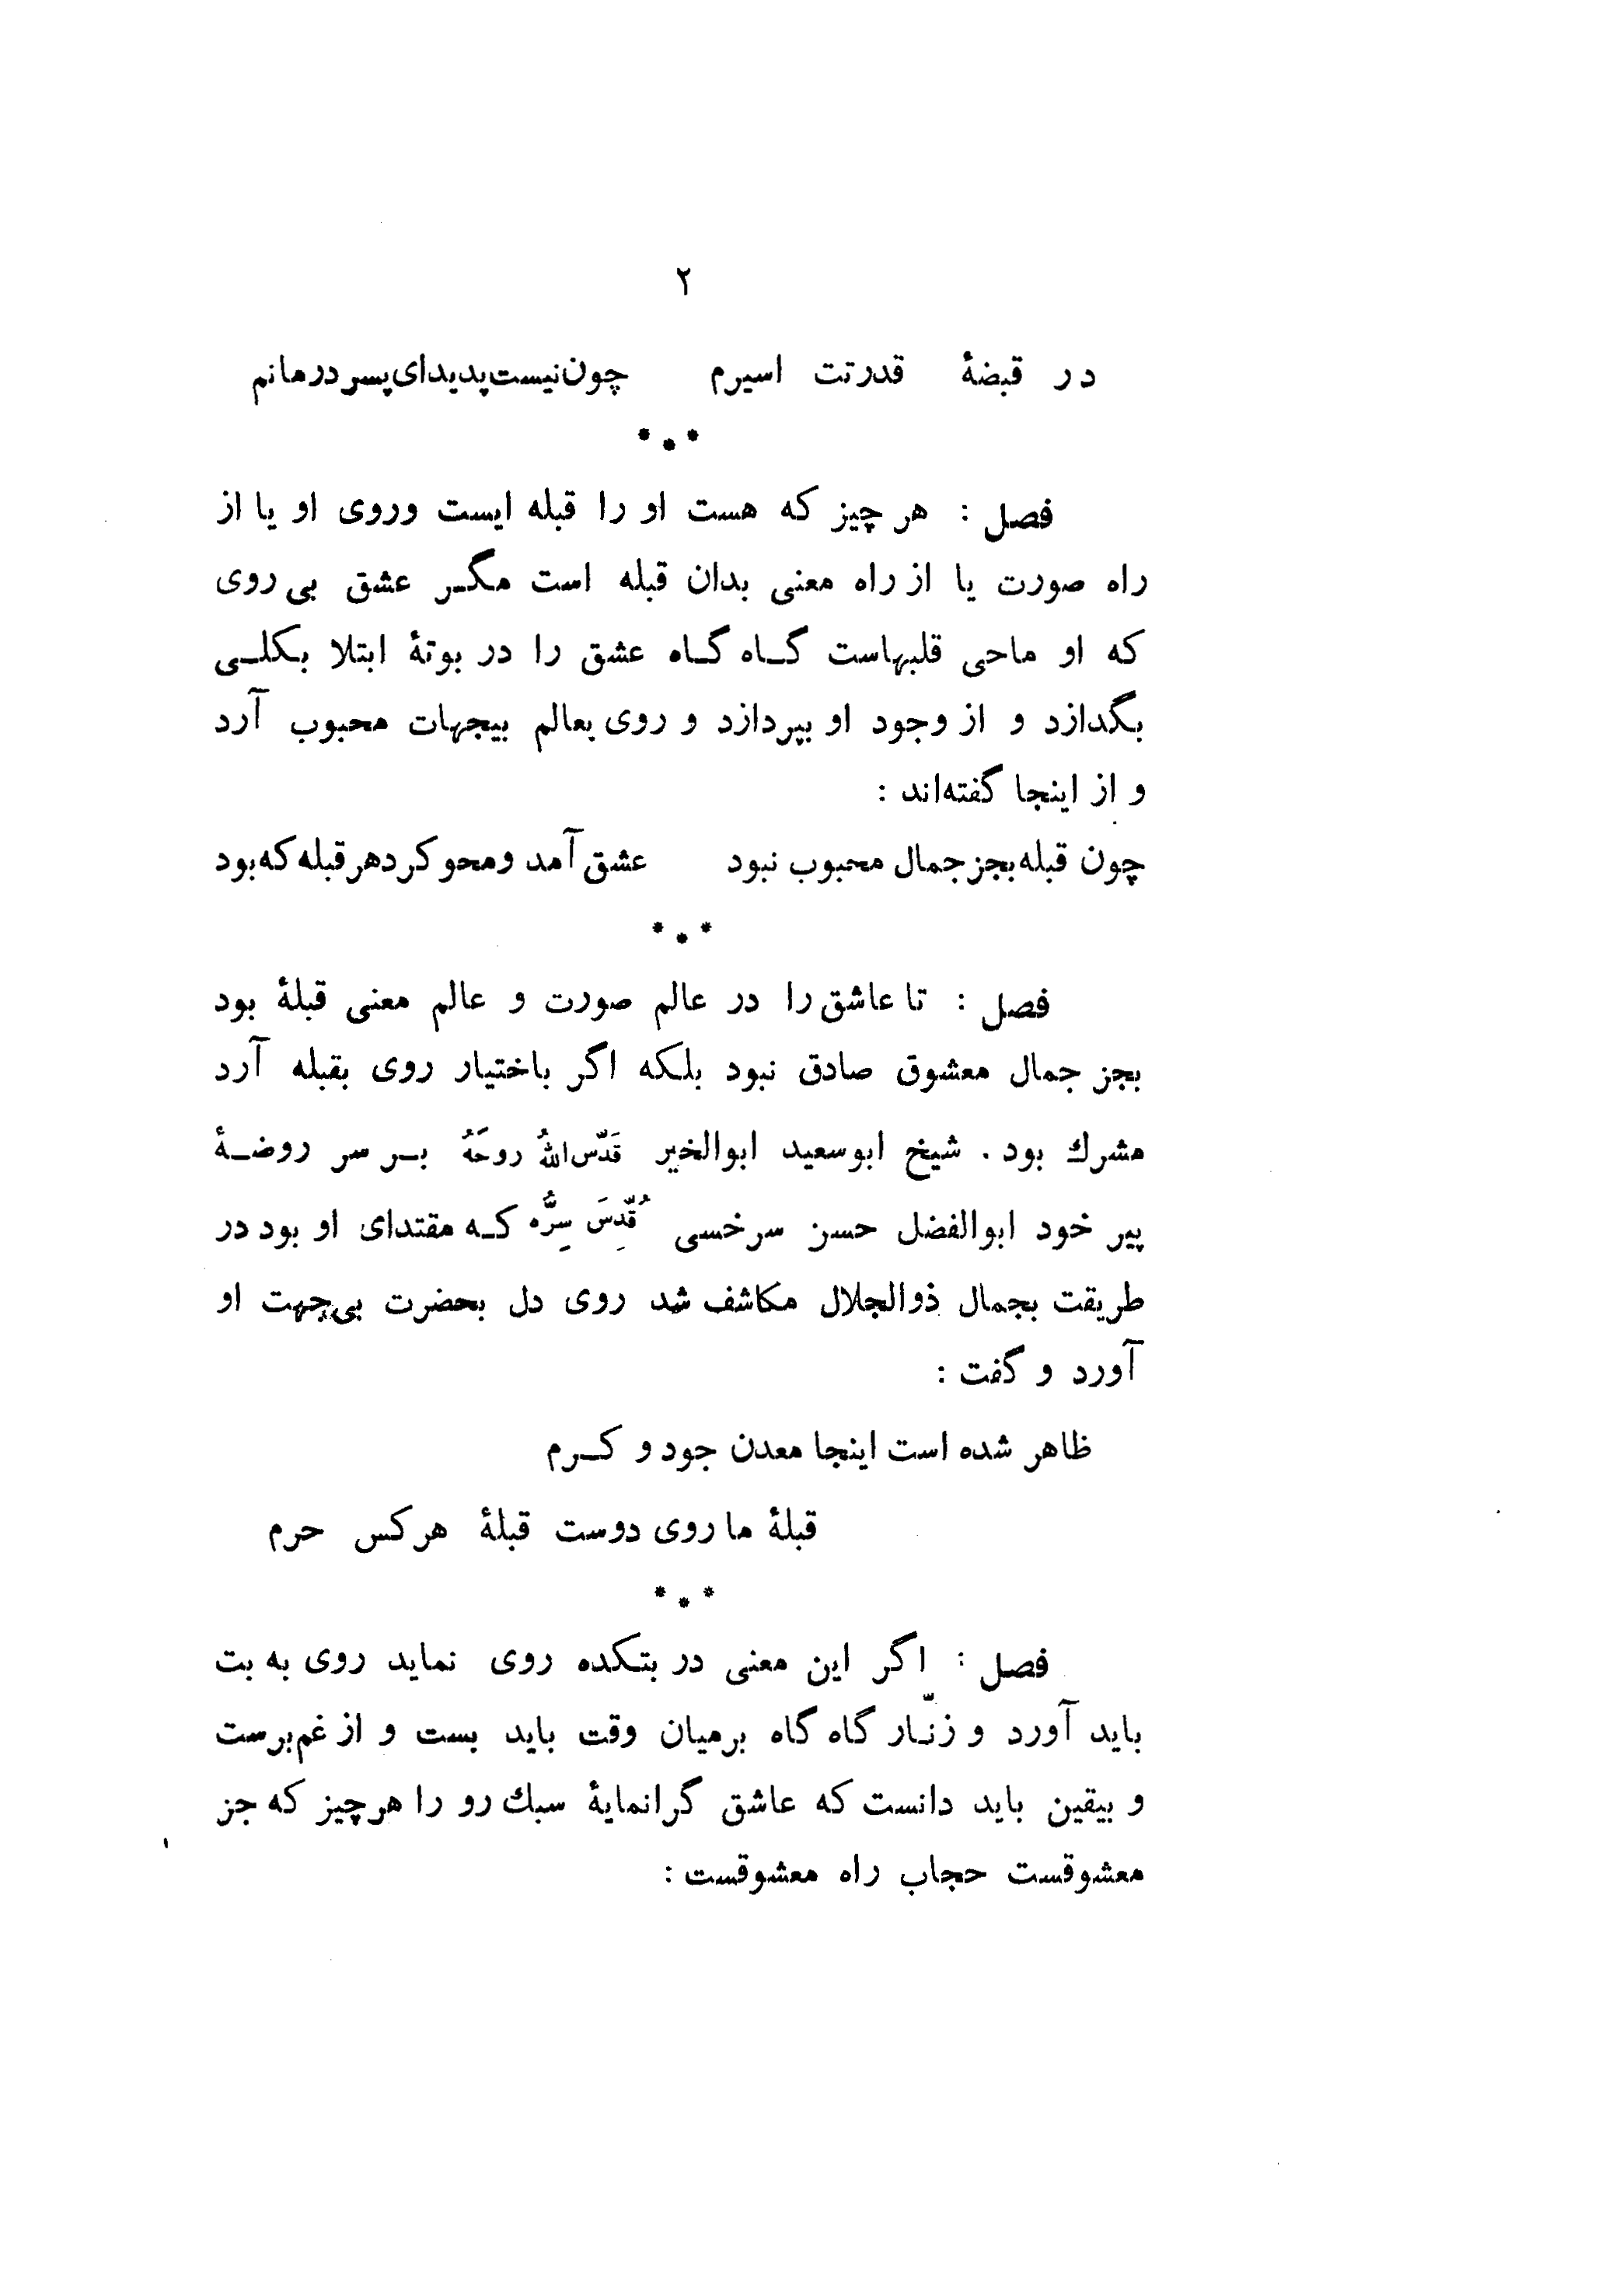 ۲
در قبضهٔ قدرتت اسیرم چون نیست پدید ای پسر درمانم
* * *
فصل : هر چیز که هست او را قبله ایست وروی او یا از
راه صورت یا از راه معنی بدان قبله است مگـر عشق بی روی
که او ماحی قلبهاست گـاه گـاه عشق را در بوتهٔ ابتلا بکلـی
بگدازد و از وجود او بپردازد و روی بعالم بیجهات محبوب آرد
و از اینجا گفته‌اند :
چون قبله بجز جمال محبوب نبود عشق آمد ومحو کرد هر قبله که بود
* * *
فصل : تا عاشق را در عالم صورت و عالم معنی قبلهٔ بود
بجز جمال معشوق صادق نبود بلکه اگر باختیار روی بقبله آرد
مشرك بود . شیخ ابوسعید ابوالخیر قَدّس‌اللهُ روحَهُ بـر سر روضـهٔ
پیر خود ابوالفضل حسن سرخسی قُدِّسَ سِرُّه کـه مقتدای او بود در
طریقت بجمال ذوالجلال مکاشف شد روی دل بحضرت بی‌جهت او
آورد و گفت :
ظاهر شده است اینجا معدن جود و کـرم
قبلهٔ ما روی دوست قبلهٔ هرکس حرم
* * *
فصل : اگر این معنی در بتکده روی نماید روی به بت
باید آورد و زنّـار گاه گاه برمیان وقت باید بست و از غم‌برست
و بیقین باید دانست که عاشق گرانمایهٔ سبك رو را هرچیز که جز
معشوقست حجاب راه معشوقست :